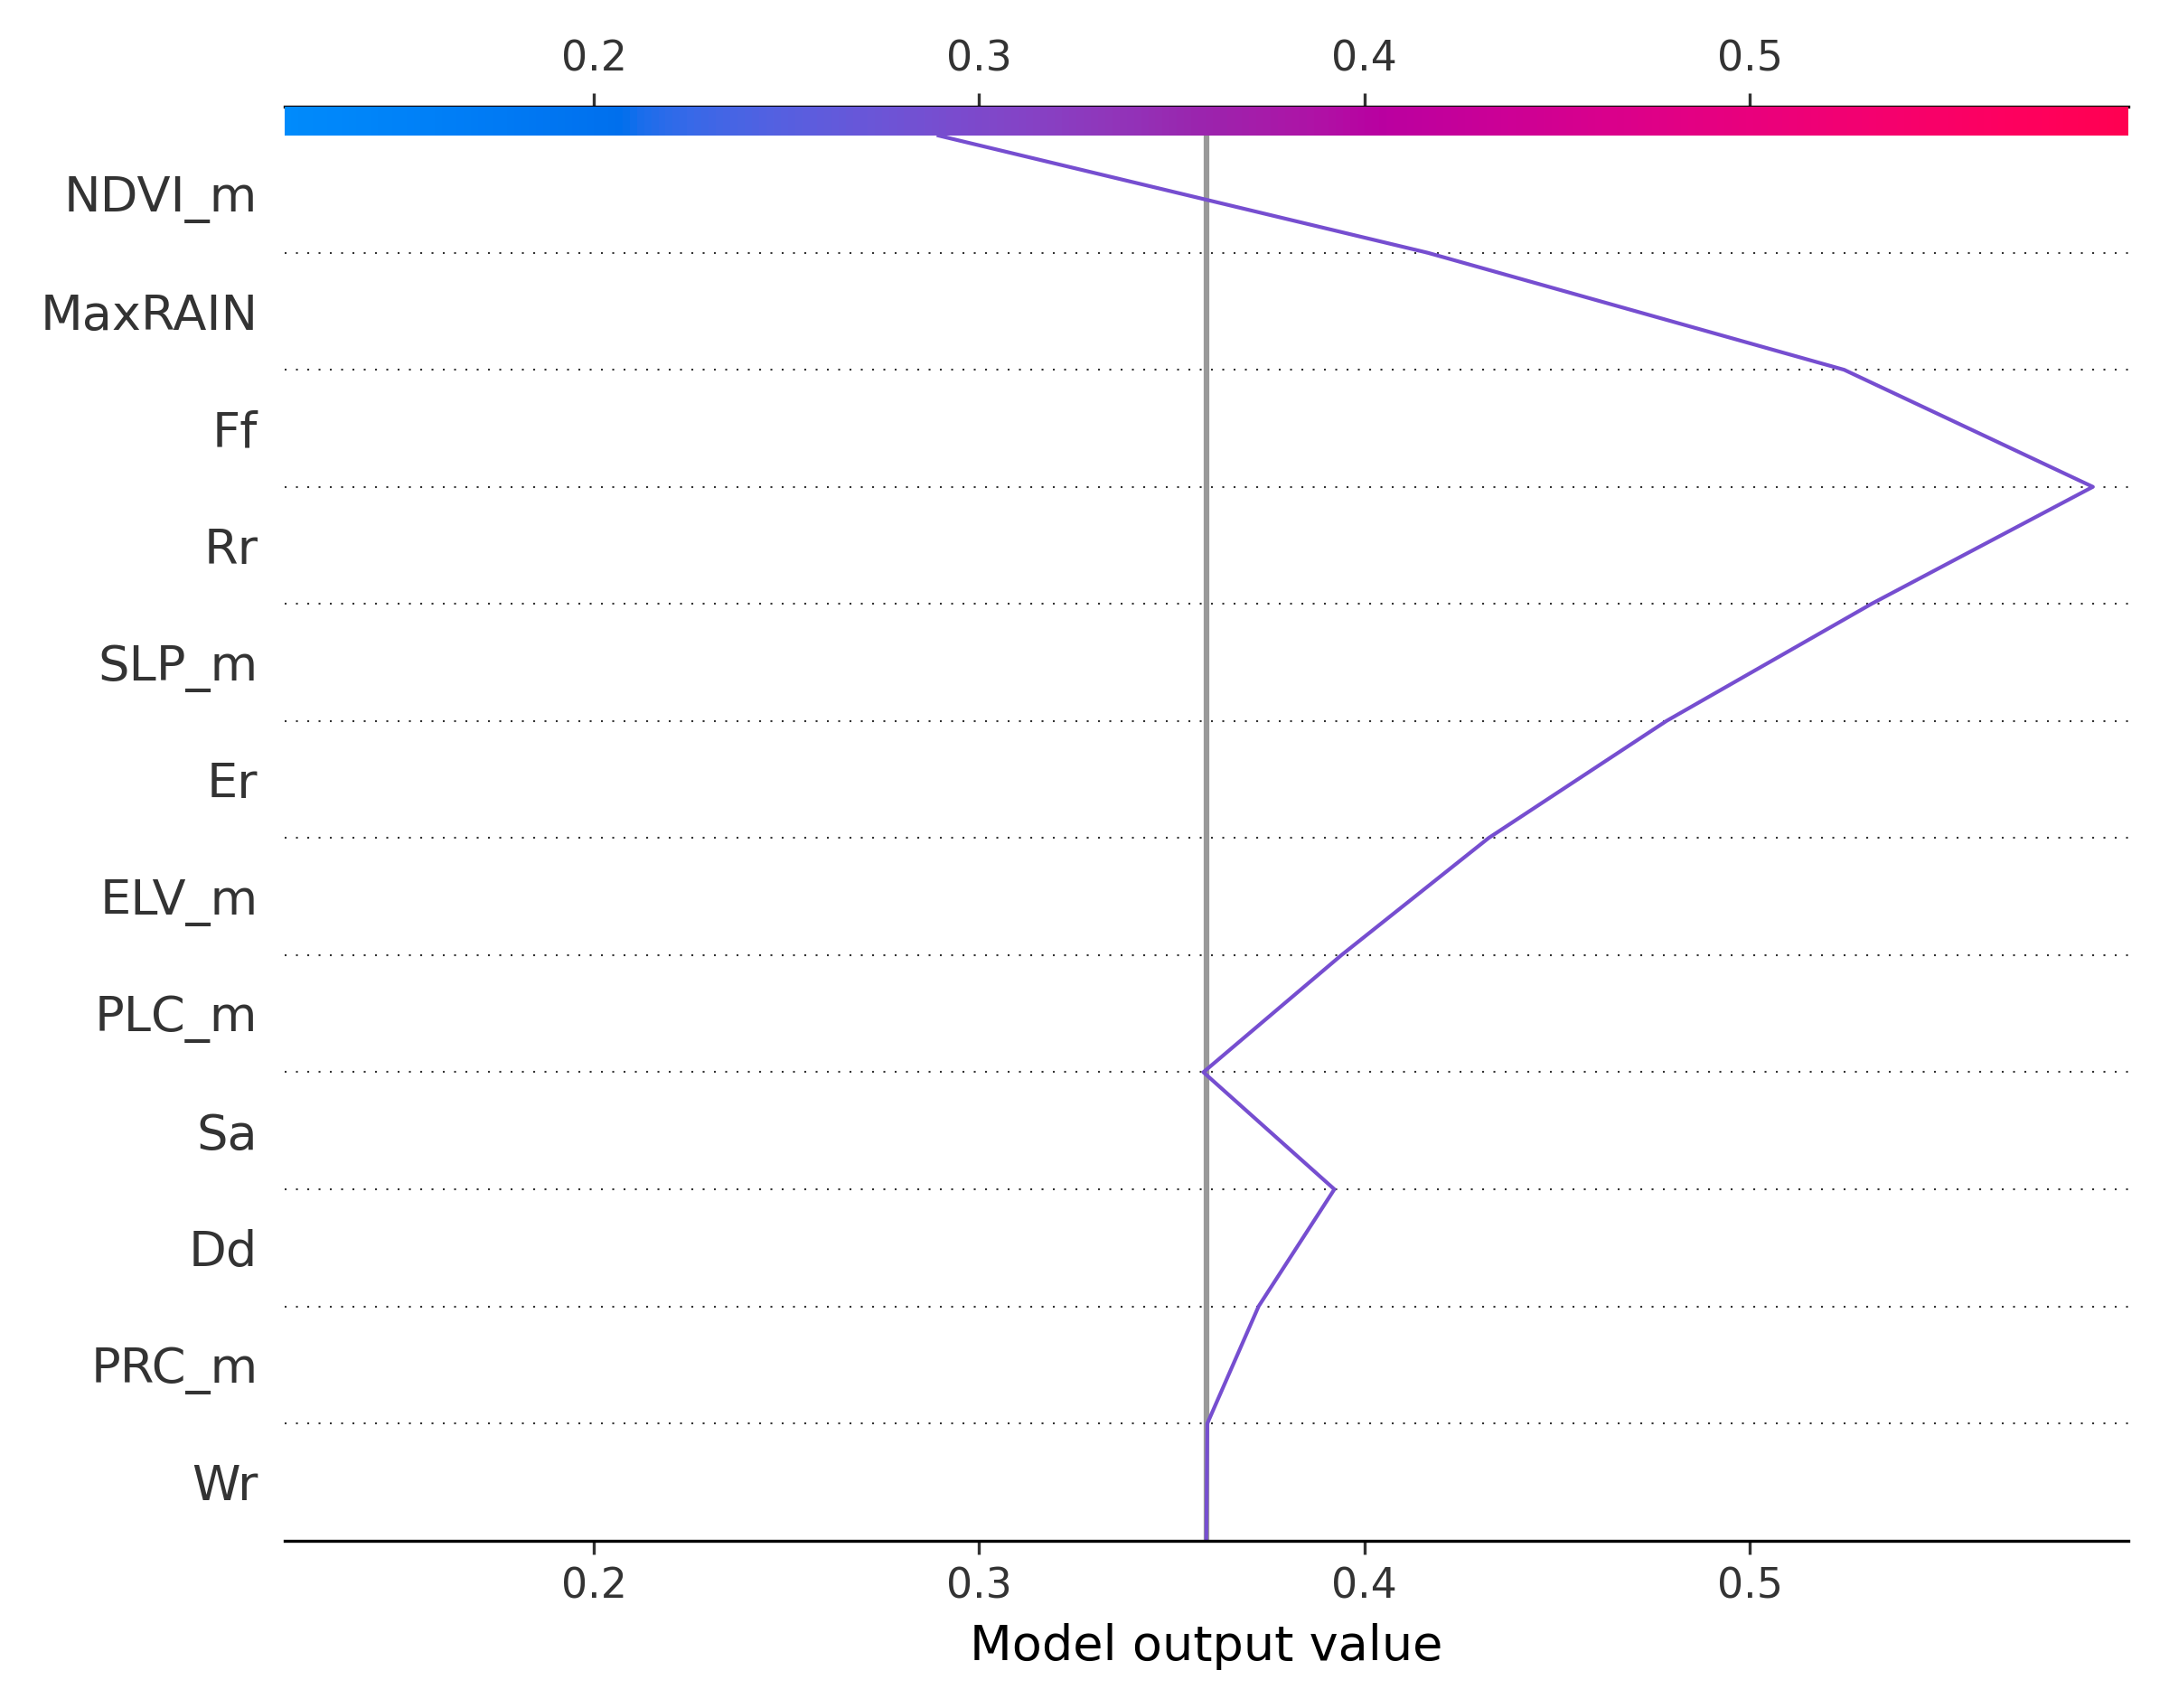 0.2 0.3 0.4 0.5
NDVI_m
MaxRAIN
Ff
Rr
SLP_m
Er
ELV_m
PLC_m
Sa
Dd
PRC_m
Wr
0.2 0.3 0.4 0.5
Model output value